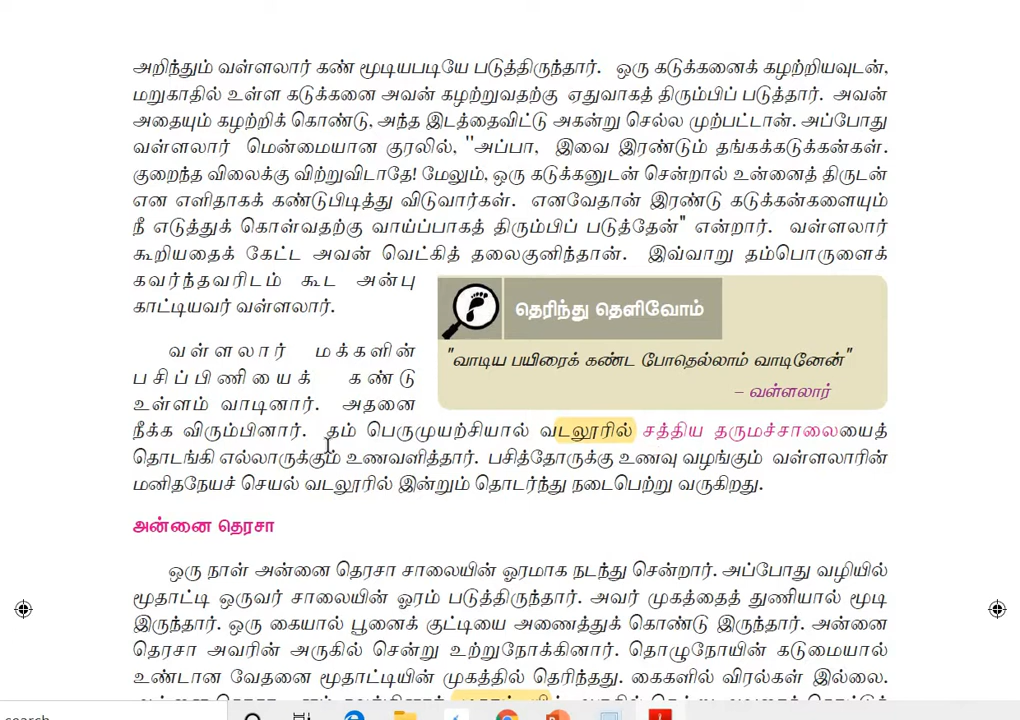 அறிந்தும் வள்ளலார் கண் மூடியபடியே படுத்திருந்தார். ஒரு கடுக்கனைக் கழற்றியவுடன்,
மறுகாதில் உள்ள கடுக்கனை அவன் கழற்றுவதற்கு ஏதுவாகத் திரும்பிப் படுத்தார். அவன்
அதையும் கழற்றிக் கொண்டு, அந்த இடத்தைவிட்டு அகன்று செல்ல முற்பட்டான். அப்போது
வள்ளலார் மென்மையான குரலில், "அப்பா, இவை இரண்டும் தங்கக்கடுக்கன்கள்.
குறைந்த விலைக்கு விற்றுவிடாதே! மேலும், ஒரு கடுக்கனுடன் சென்றால் உன்னைத் திருடன்
என எளிதாகக் கண்டுபிடித்து விடுவார்கள். எனவேதான் இரண்டு கடுக்கன்களையும்
நீ எடுத்துக் கொள்வதற்கு வாய்ப்பாகத் திரும்பிப் படுத்தேன்" என்றார். வள்ளலார்
கூறியதைக் கேட்ட அவன் வெட்கித் தலைகுனிந்தான். இவ்வாறு தம்பொருளைக்
கவர்ந்தவரிடம் கூட அன்பு
காட்டியவர் வள்ளலார்.
தெரிந்து தெளிவோம்
"வாடிய பயிரைக் கண்ட போதெல்லாம் வாடினேன்"
– வள்ளலார்
வள்ளலார் மக்களின்
பசிப்பிணியைக் கண்டு
உள்ளம் வாடினார். அதனை
நீக்க விரும்பினார். தம் பெருமுயற்சியால் வடலூரில் சத்திய தருமச்சாலையைத்
தொடங்கி எல்லாருக்கும் உணவளித்தார். பசித்தோருக்கு உணவு வழங்கும் வள்ளலாரின்
மனிதநேயச் செயல் வடலூரில் இன்றும் தொடர்ந்து நடைபெற்று வருகிறது.
அன்னை தெரசா
ஒரு நாள் அன்னை தெரசா சாலையின் ஓரமாக நடந்து சென்றார். அப்போது வழியில்
மூதாட்டி ஒருவர் சாலையின் ஓரம் படுத்திருந்தார். அவர் முகத்தைத் துணியால் மூடி
இருந்தார். ஒரு கையால் பூனைக் குட்டியை அணைத்துக் கொண்டு இருந்தார். அன்னை
தெரசா அவரின் அருகில் சென்று உற்றுநோக்கினார். தொழுநோயின் கடுமையால்
உண்டான வேதனை மூதாட்டியின் முகத்தில் தெரிந்தது. கைகளில் விரல்கள் இல்லை.
search